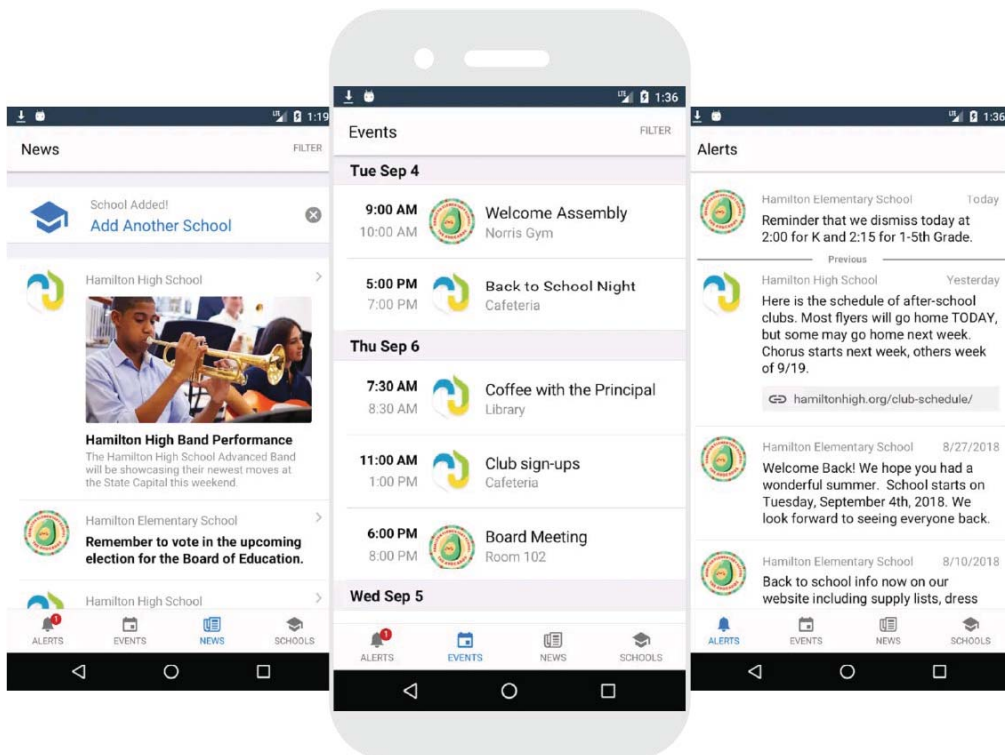 LTE 1:19
News
FILTER
School Added!
Add Another School
Hamilton High School
Hamilton High Band Performance
The Hamilton High School Advanced Band
will be showcasing their newest moves at
the State Capital this weekend
Hamilton Elementary School
Remember to vote in the upcoming
election for the Board of Education.
Hamilton High School
1
ALERTS
EVENTS
NEWS
SCHOOLS
LTE 1:36
Events
FILTER
Tue Sep 4
9:00 AM
10:00 AM
Welcome Assembly
Norris Gym
5:00 PM
7:00 PM
Back to School Night
Cafeteria
Thu Sep 6
7:30 AM
8:30 AM
Coffee with the Principal
Library
11:00 AM
1:00 PM
Club sign-ups
Cafeteria
6:00 PM
8:00 PM
Board Meeting
Room 102
Wed Sep 5
1
ALERTS
EVENTS
NEWS
SCHOOLS
LTE 1:36
Alerts
Hamilton Elementary School
Today
Reminder that we dismiss today at
2:00 for K and 2:15 for 1-5th Grade.
Previous
Hamilton High School
Yesterday
Here is the schedule of after-school
clubs. Most flyers will go home TODAY,
but some may go home next week.
Chorus starts next week, others week
of 9/19.
hamiltonhigh.org/club-schedule/
Hamilton Elementary School
8/27/2018
Welcome Back! We hope you had a
wonderful summer. School starts on
Tuesday, September 4th, 2018. We
look forward to seeing everyone back.
Hamilton Elementary School
8/10/2018
Back to school info now on our
website including supply lists, dress
ALERTS
EVENTS
NEWS
SCHOOLS